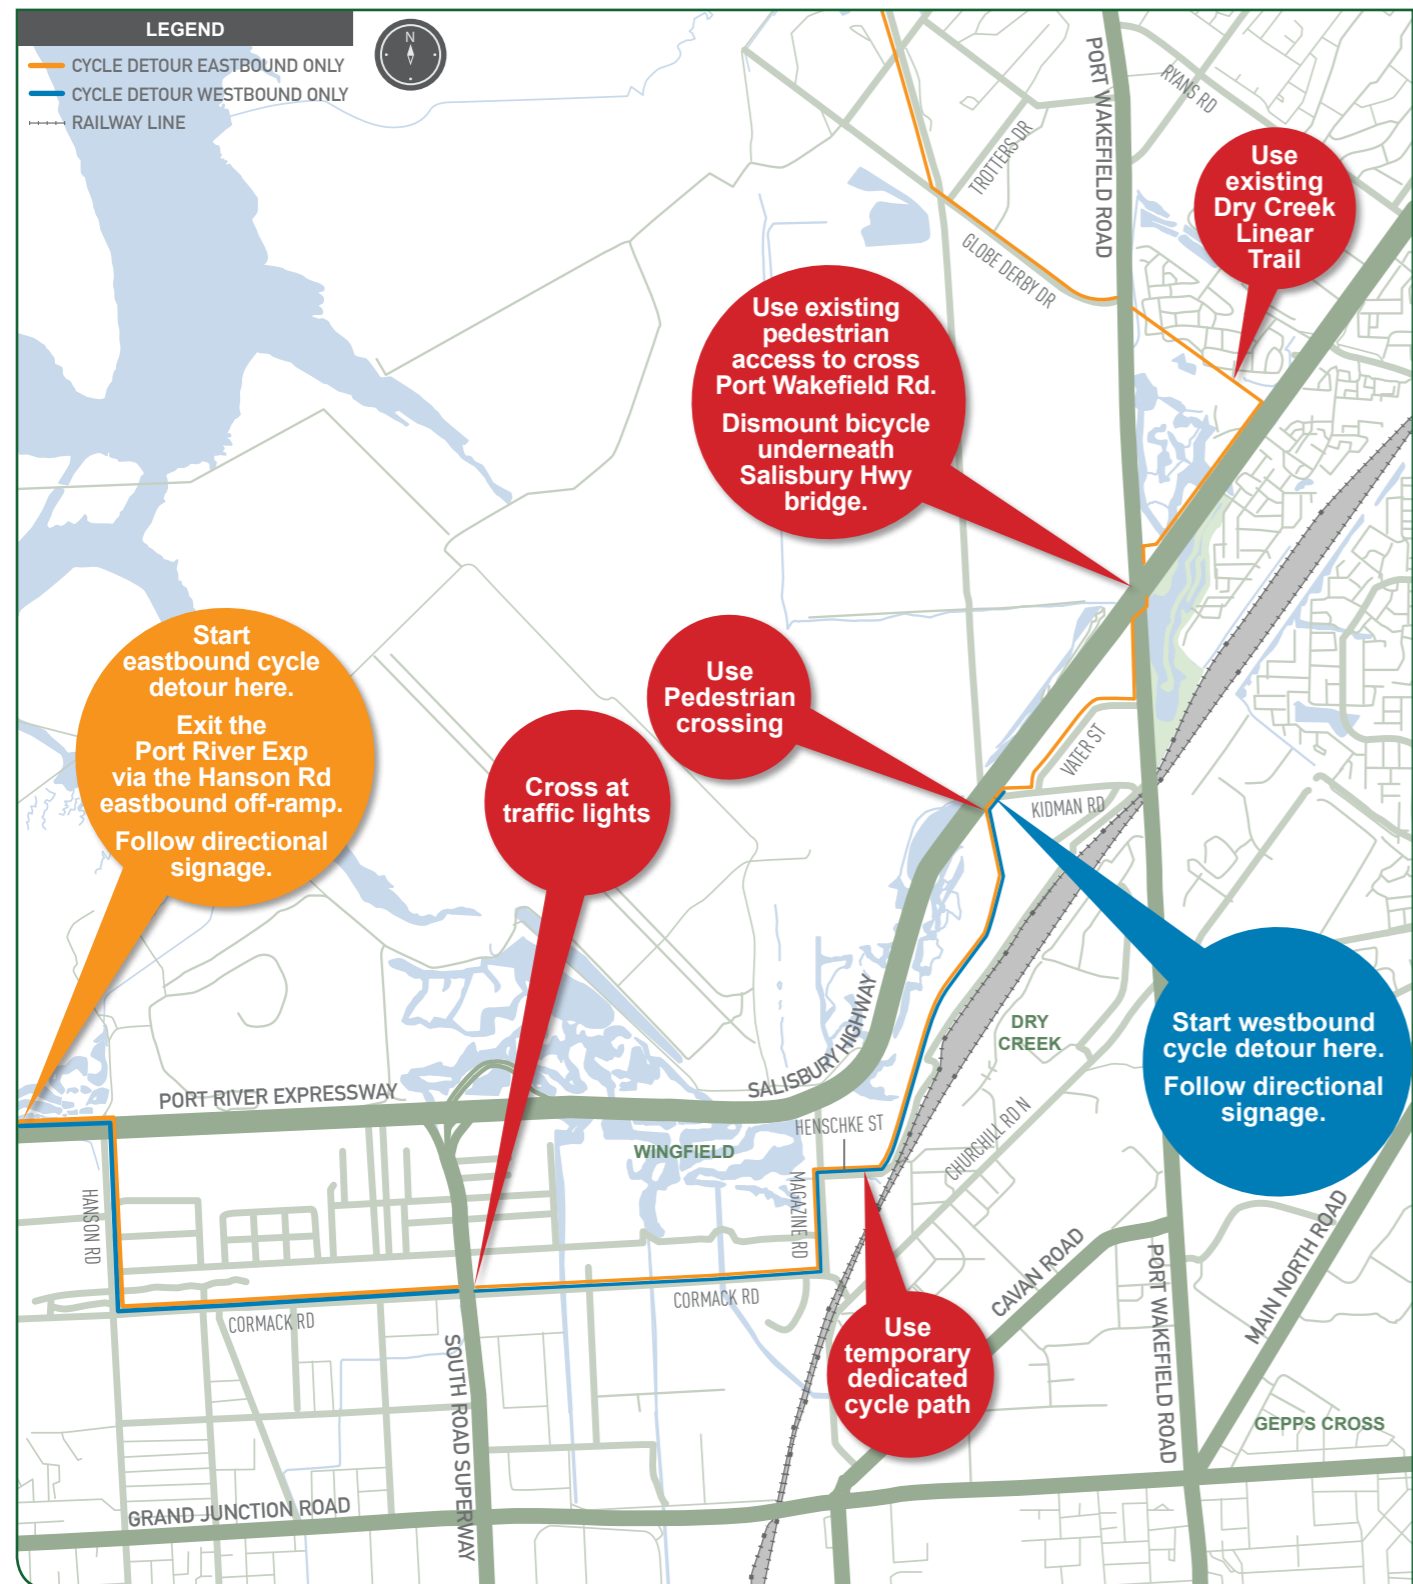 LEGEND
CYCLE DETOUR EASTBOUND ONLY
CYCLE DETOUR WESTBOUND ONLY
RAILWAY LINE
N
PORT WAKEFIELD ROAD
RYANS RD
TROTTERS DR
GLOBE DERBY DR
Use
existing
Dry Creek
Linear
Trail
Use existing
pedestrian
access to cross
Port Wakefield Rd.
Dismount bicycle
underneath
Salisbury Hwy
bridge.
Start
eastbound cycle
detour here.
Exit the
Port River Exp
via the Hanson Rd
eastbound off-ramp.
Follow directional
signage.
Use
Pedestrian
crossing
Cross at
traffic lights
VATER ST
KIDMAN RD
Start westbound
cycle detour here.
Follow directional
signage.
DRY
CREEK
SALISBURY HIGHWAY
PORT RIVER EXPRESSWAY
HENSCHKE ST
WINGFIELD
CHURCHILL RD N
HANSON RD
MAGAZINE RD
CAVAN ROAD
PORT WAKEFIELD ROAD
MAIN NORTH ROAD
CORMACK RD
CORMACK RD
SOUTH ROAD SUPERWAY
Use
temporary
dedicated
cycle path
GEPPS CROSS
GRAND JUNCTION ROAD